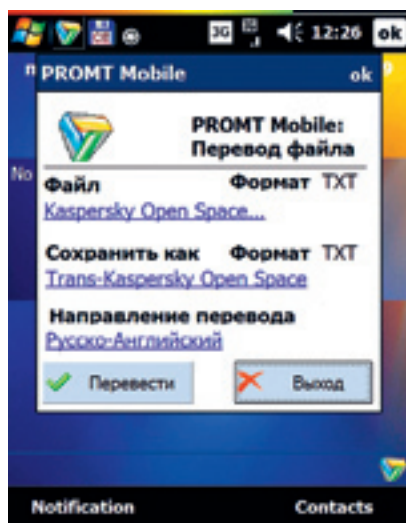 3G 12:26 ok
PROMT Mobile ok
PROMT Mobile:
Перевод файла
No
Файл Формат TXT
Kaspersky Open Space...
Сохранить как Формат TXT
Trans-Kaspersky Open Space
Направление перевода
Русско-Английский
Перевести Выход
Notification Contacts